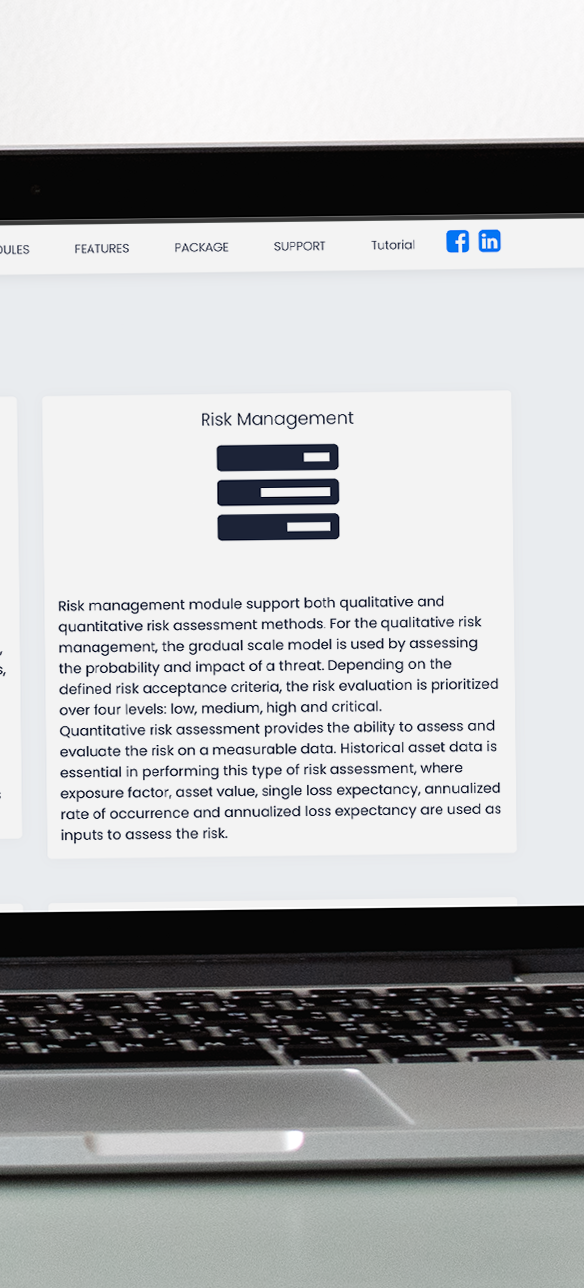 FEATURES
PACKAGE
SUPPORT
Tutorial
Risk Management
Risk management module support both qualitative and
quantitative risk assessment methods. For the qualitative risk
management, the gradual scale model is used by assessing
the probability and impact of a threat. Depending on the
defined risk acceptance criteria, the risk evaluation is prioritized
over four levels: low, medium, high and critical.
Quantitative risk assessment provides the ability to assess and
evaluate the risk on a measurable data. Historical asset data is
essential in performing this type of risk assessment, where
exposure factor, asset value, single loss expectancy, annualized
rate of occurrence and annualized loss expectancy are used as
inputs to assess the risk.